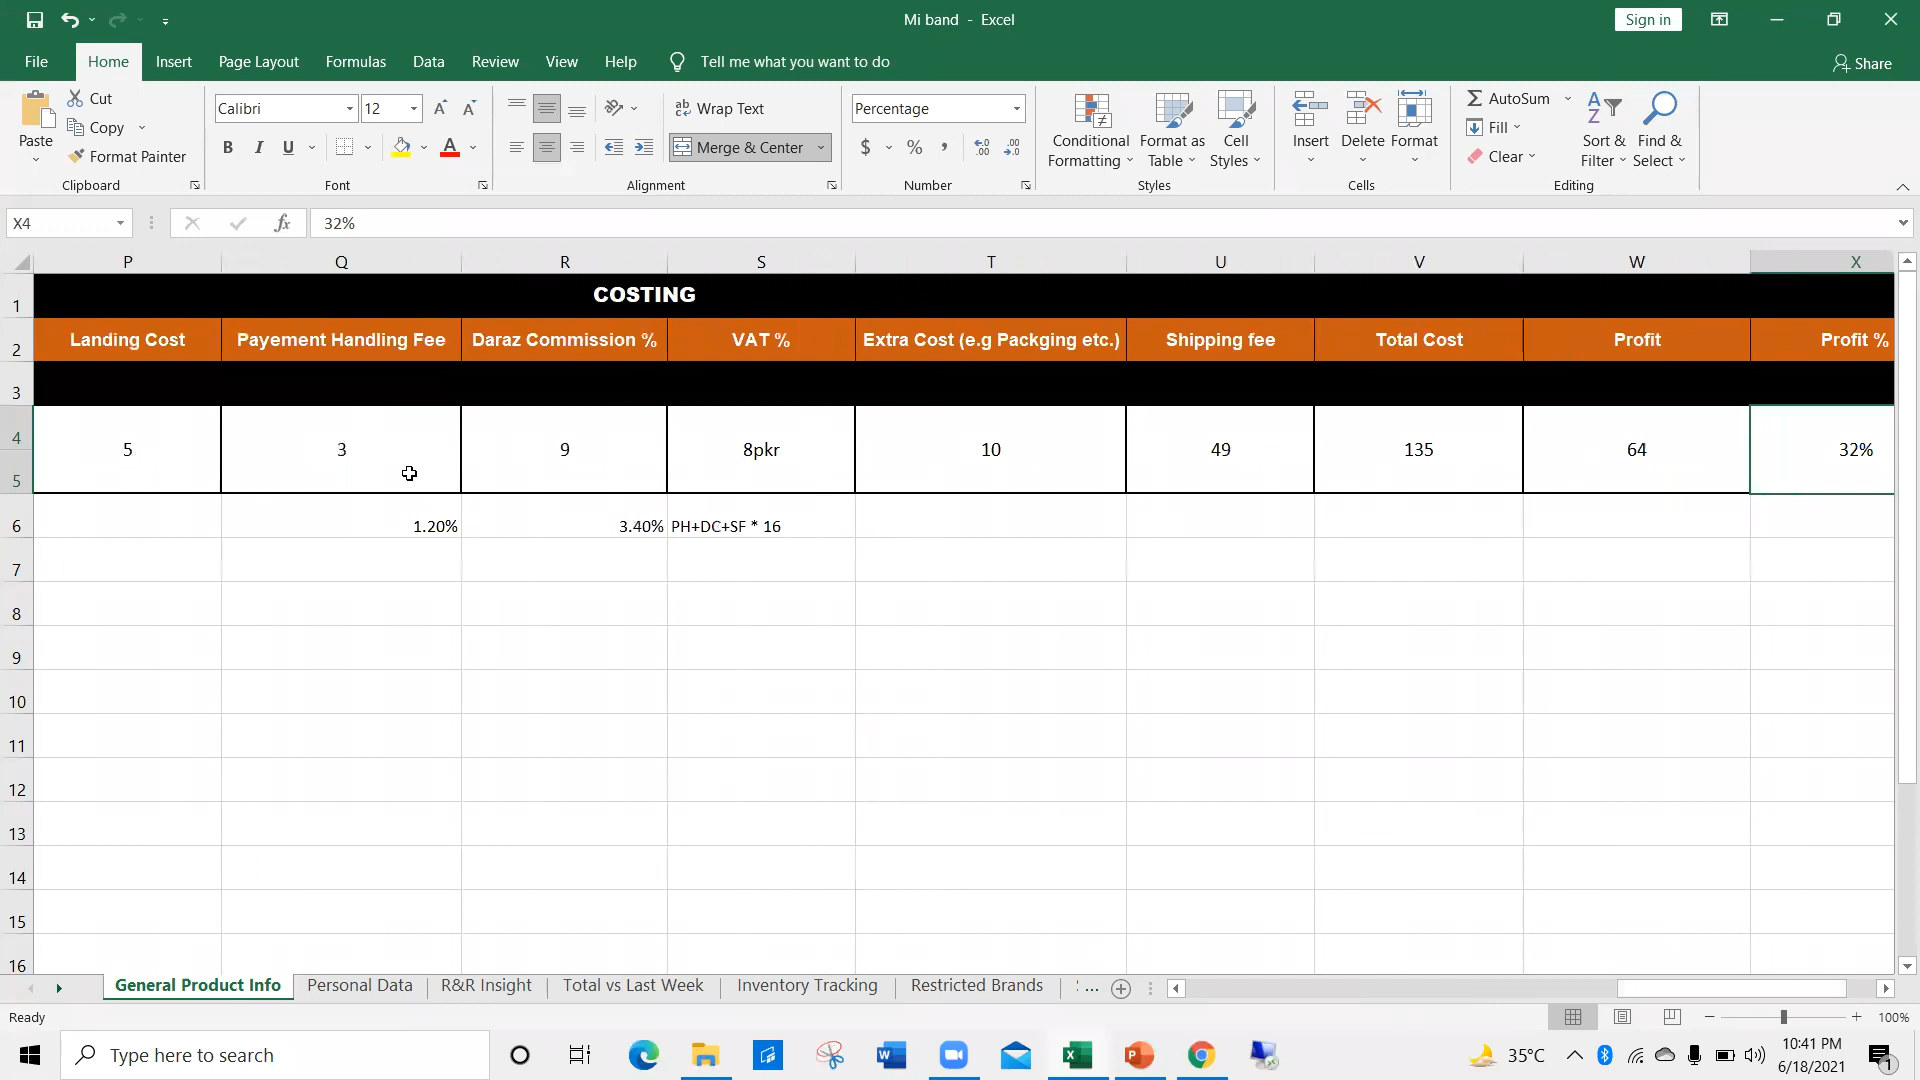 Mi band - Excel
Sign in
File Home Insert Page Layout Formulas Data Review View Help Tell me what you want to do Share
Paste
Cut
Copy
Format Painter
Clipboard
Calibri 12
B I U
Font
Wrap Text
Merge & Center
Alignment
Percentage
$ % ,
Number
Conditional Formatting
Format as Table
Cell Styles
Styles
Insert Delete Format
Cells
AutoSum
Fill
Clear
Sort & Filter
Find & Select
Editing
X4 fx 32%
P Q R S T U V W X
1 COSTING
2 Landing Cost Payement Handling Fee Daraz Commission % VAT % Extra Cost (e.g Packging etc.) Shipping fee Total Cost Profit Profit %
3
4 5 3 9 8pkr 10 49 135 64 32%
5
6 1.20% 3.40% PH+DC+SF * 16
7
8
9
10
11
12
13
14
15
16
General Product Info Personal Data R&R Insight Total vs Last Week Inventory Tracking Restricted Brands ...
Ready 100%
Type here to search
35°C
10:41 PM
6/18/2021
1